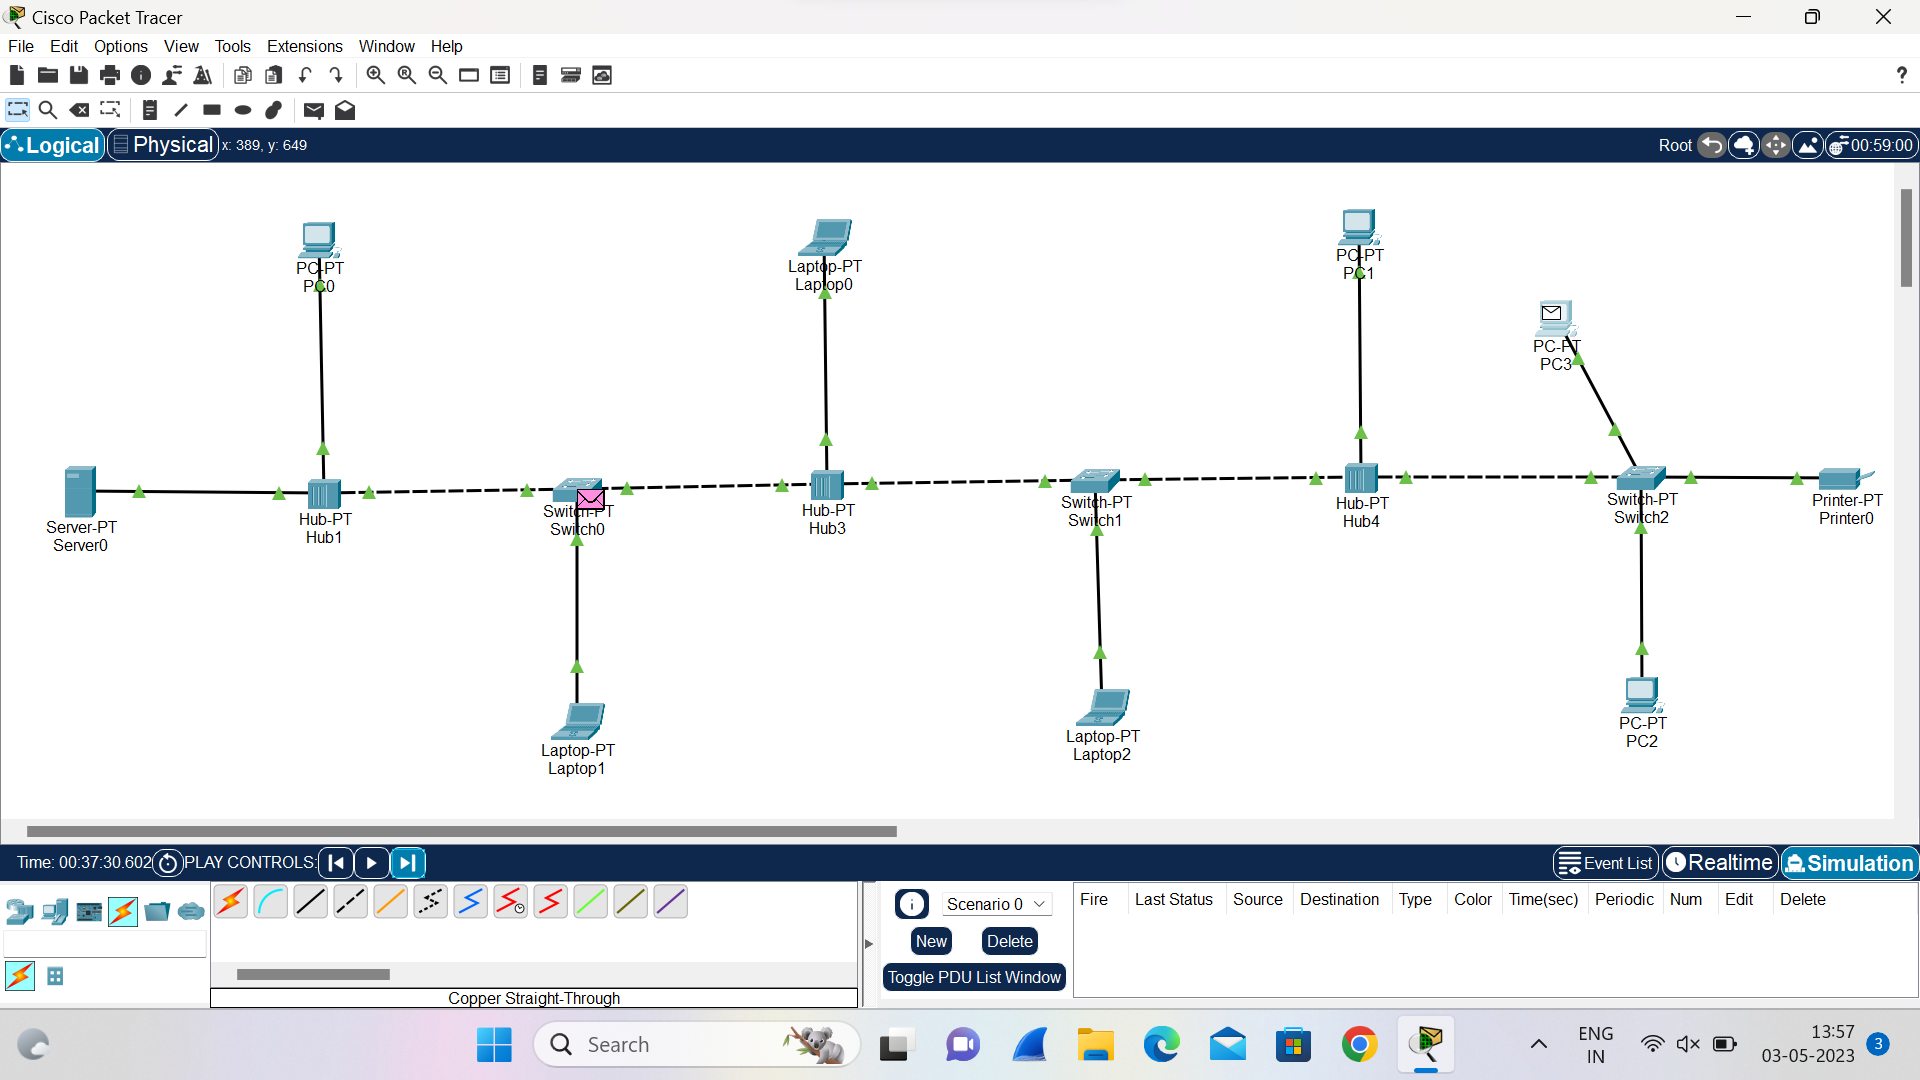 Cisco Packet Tracer
File Edit Options View Tools Extensions Window Help
?
Logical Physical x: 389, y: 649 Root 00:59:00
PC-PT
PC0
Laptop-PT
Laptop0
PC-PT
PC1
PC-PT
PC3
Server-PT
Server0
Hub-PT
Hub1
Switch-PT
Switch0
Hub-PT
Hub3
Switch-PT
Switch1
Hub-PT
Hub4
Switch-PT
Switch2
Printer-PT
Printer0
Laptop-PT
Laptop1
Laptop-PT
Laptop2
PC-PT
PC2
Time: 00:37:30.602 PLAY CONTROLS: Event List Realtime Simulation
Scenario 0
New Delete
Toggle PDU List Window
Fire Last Status Source Destination Type Color Time(sec) Periodic Num Edit Delete
Copper Straight-Through
Search
ENG
IN
13:57
03-05-2023
3